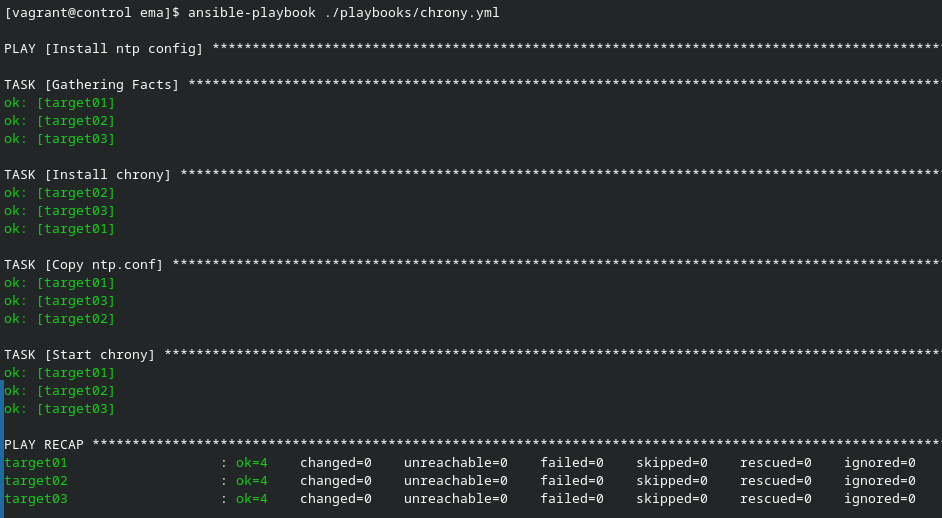 [vagrant@control ema]$ ansible-playbook ./playbooks/chrony.yml
PLAY [Install ntp config] *******************************************************************************************
TASK [Gathering Facts] **********************************************************************************************
ok: [target01]
ok: [target02]
ok: [target03]
TASK [Install chrony] ***********************************************************************************************
ok: [target02]
ok: [target03]
ok: [target01]
TASK [Copy ntp.conf] ************************************************************************************************
ok: [target01]
ok: [target03]
ok: [target02]
TASK [Start chrony] *************************************************************************************************
ok: [target01]
ok: [target02]
ok: [target03]
PLAY RECAP **********************************************************************************************************
target01                   : ok=4    changed=0    unreachable=0    failed=0    skipped=0    rescued=0    ignored=0
target02                   : ok=4    changed=0    unreachable=0    failed=0    skipped=0    rescued=0    ignored=0
target03                   : ok=4    changed=0    unreachable=0    failed=0    skipped=0    rescued=0    ignored=0